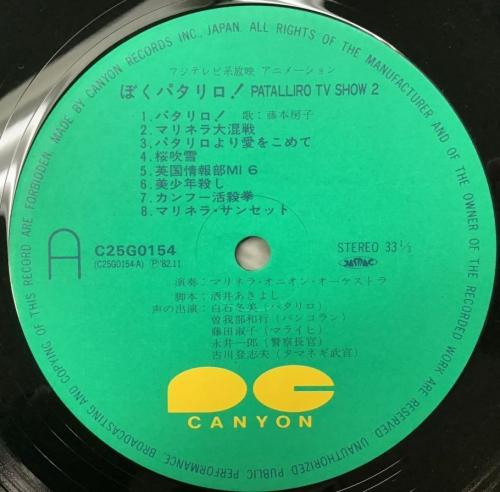 MADE BY CANYON RECORDS INC., JAPAN. ALL RIGHTS OF THE MANUFACTURER AND OF THE OWNER OF THE RECORDED WORK ARE RESERVED. UNAUTHORIZED PUBLIC PERFORMANCE, BROADCASTING AND COPYING OF THIS RECORD ARE FORBIDDEN.
フジテレビ系放映 アニメーション
ぼくパタリロ! PATALLIRO TV SHOW 2
1. パタリロ! 歌：藤本房子
2. マリネラ大混戦
3. パタリロより愛をこめて
4. 桜吹雪
5. 英国情報部MI 6
6. 美少年殺し
7. カンフー活殺拳
8. マリネラ・サンセット
A
C25G0154
(C25G0154-A) Ⓟ'82.11
STEREO 33 1/3
JASRAC
演奏：マリネラ・オニオン・オーケストラ
脚本：酒井あきよし
声の出演：白石冬美(パタリロ)
曽我部和行(バンコラン)
藤田淑子(マライヒ)
永井一郎(警察長官)
古川登志夫(タマネギ武官)
CANYON